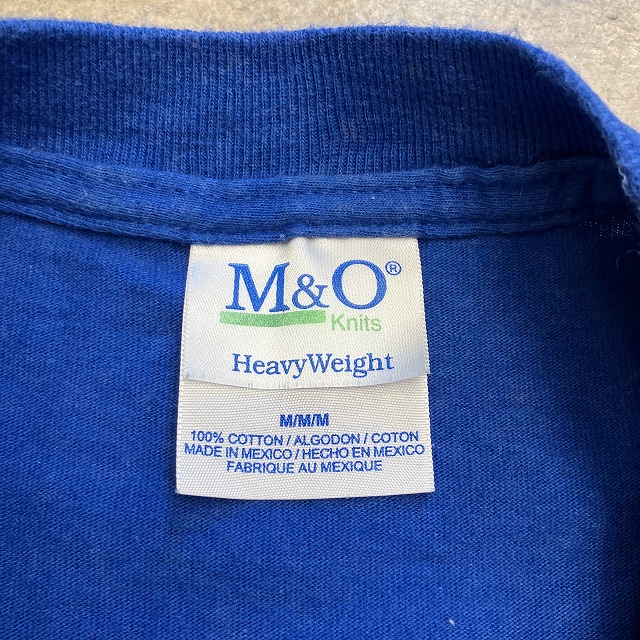 M&O®
Knits
HeavyWeight
M/M/M
100% COTTON / ALGODON / COTON
MADE IN MEXICO / HECHO EN MEXICO
FABRIQUE AU MEXIQUE